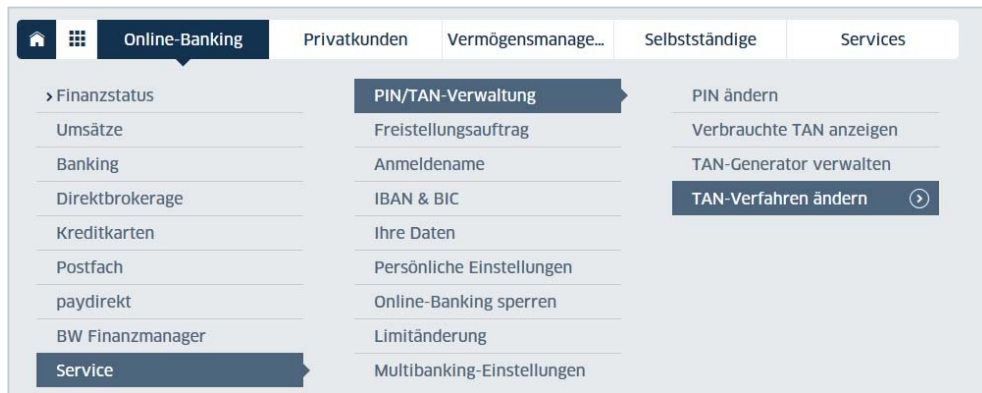 Online-Banking
Privatkunden
Vermögensmanage...
Selbstständige
Services
Finanzstatus
Umsätze
Banking
Direktbrokerage
Kreditkarten
Postfach
paydirekt
BW Finanzmanager
Service
PIN/TAN-Verwaltung
Freistellungsauftrag
Anmeldename
IBAN & BIC
Ihre Daten
Persönliche Einstellungen
Online-Banking sperren
Limitänderung
Multibanking-Einstellungen
PIN ändern
Verbrauchte TAN anzeigen
TAN-Generator verwalten
TAN-Verfahren ändern